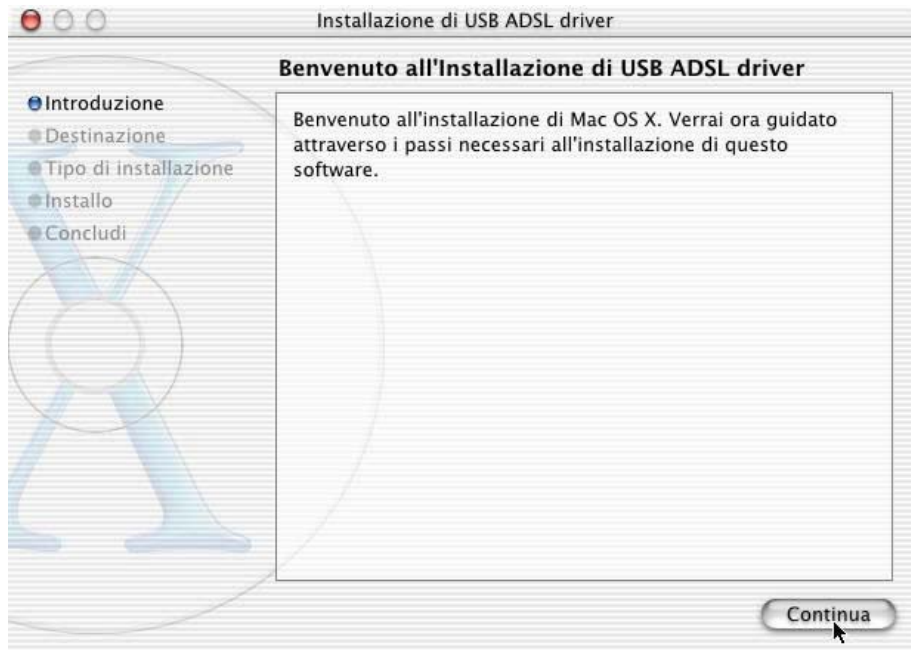 Installazione di USB ADSL driver
Benvenuto all'Installazione di USB ADSL driver
Introduzione
Destinazione
Tipo di installazione
Installo
Concludi
Benvenuto all'installazione di Mac OS X. Verrai ora guidato
attraverso i passi necessari all'installazione di questo
software.
Continua